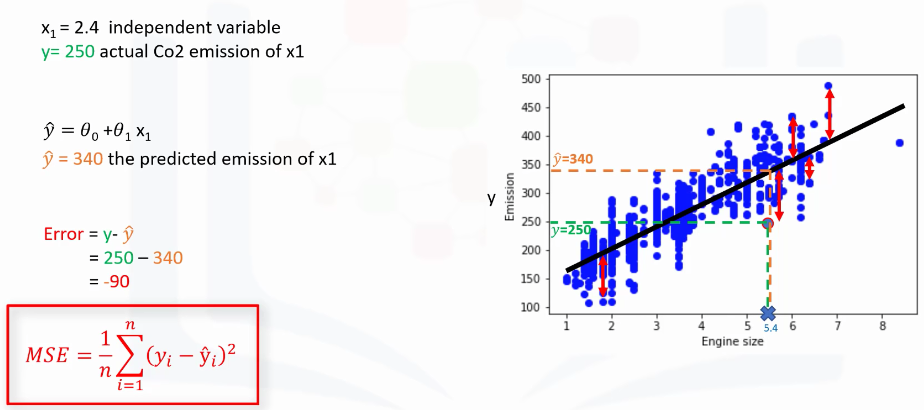 x₁ = 2.4 independent variable
y= 250 actual Co2 emission of x1
ŷ = θ₀ +θ₁ x₁
ŷ = 340 the predicted emission of x1
Error = y- ŷ
= 250 – 340
= -90
MSE = 1/n ∑ᵢ₌₁ⁿ (yᵢ − ŷᵢ)²
y
Emission
500
450
400
350
300
250
200
150
100
ŷ=340
y=250
5.4
1 2 3 4 5 6 7 8
Engine size